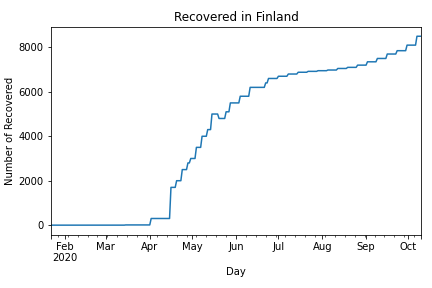 Recovered in Finland
Number of Recovered
8000
6000
4000
2000
0
Feb Mar Apr May Jun Jul Aug Sep Oct
2020
Day